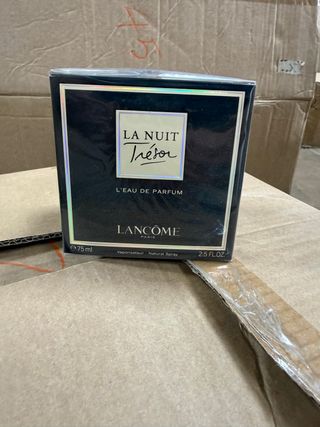 LA NUIT
Trésor
L'EAU DE PARFUM
LANCÔME
PARIS
℮75 ml
Vaporisateur - Natural Spray
2.5 FL.OZ.